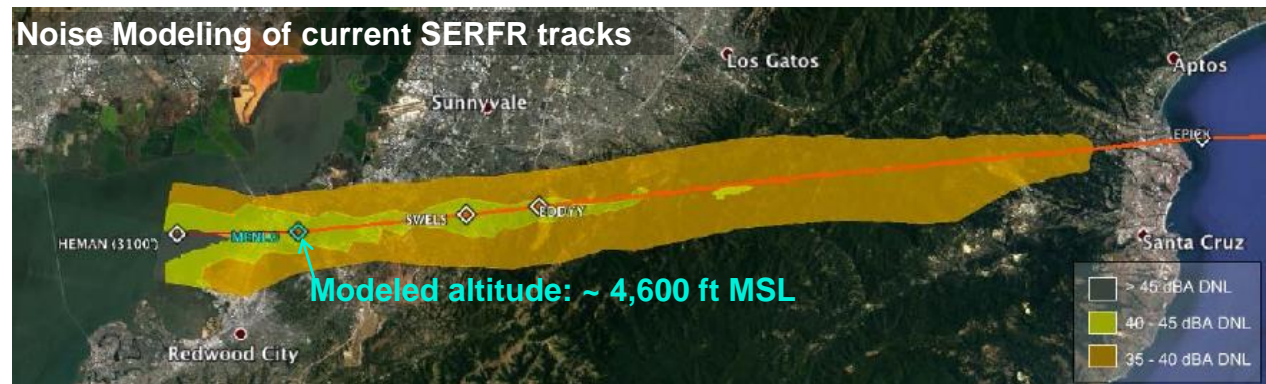 Noise Modeling of current SERFR tracks
Los Gatos
Aptos
Sunnyvale
EPICK
SWELS
EDDYY
HEMAN (3100')
MENLO
Santa Cruz
Modeled altitude: ~ 4,600 ft MSL
> 45 dBA DNL
40 - 45 dBA DNL
Redwood City
35 - 40 dBA DNL